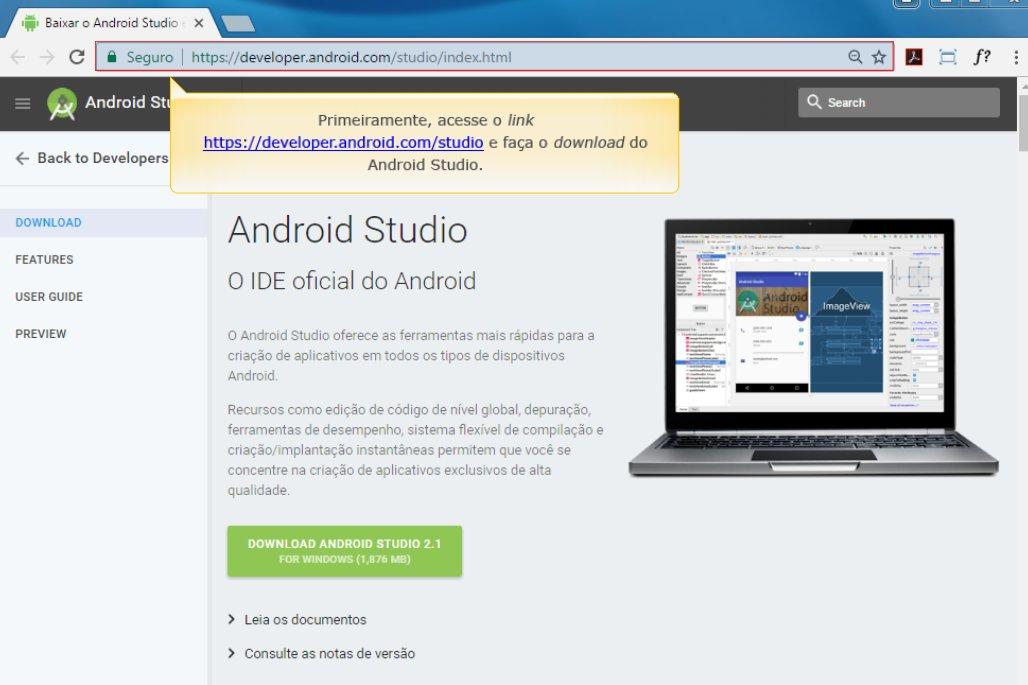 Baixar o Android Studio e
Seguro | https://developer.android.com/studio/index.html
f?
Android Stu
Search
Primeiramente, acesse o link
https://developer.android.com/studio e faça o download do
Android Studio.
Back to Developers
DOWNLOAD
FEATURES
USER GUIDE
PREVIEW
Android Studio
O IDE oficial do Android
O Android Studio oferece as ferramentas mais rápidas para a
criação de aplicativos em todos os tipos de dispositivos
Android.
Recursos como edição de código de nível global, depuração,
ferramentas de desempenho, sistema flexível de compilação e
criação/implantação instantâneas permitem que você se
concentre na criação de aplicativos exclusivos de alta
qualidade.
Android Studio
Android
Studio
ImageView
DOWNLOAD ANDROID STUDIO 2.1
FOR WINDOWS (1,876 MB)
Leia os documentos
Consulte as notas de versão